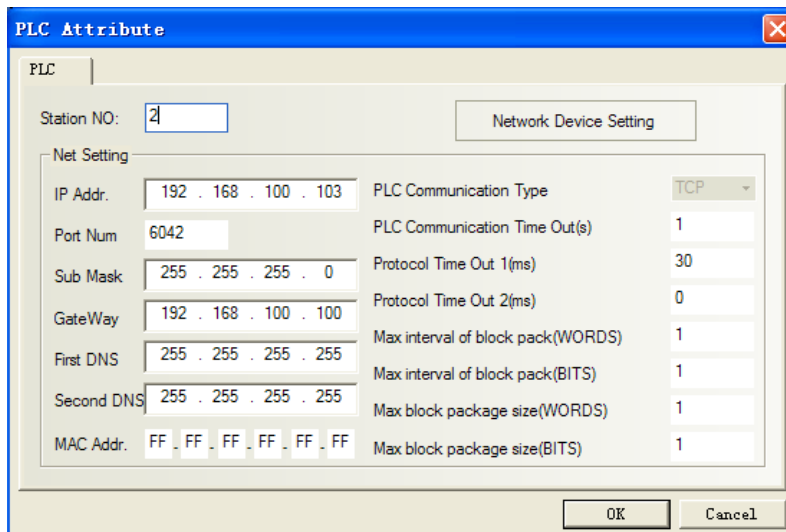 PLC Attribute
PLC
Station NO: 2
Network Device Setting
Net Setting
IP Addr. 192 . 168 . 100 . 103
PLC Communication Type TCP
Port Num 6042
PLC Communication Time Out(s) 1
Sub Mask 255 . 255 . 255 . 0
Protocol Time Out 1(ms) 30
GateWay 192 . 168 . 100 . 100
Protocol Time Out 2(ms) 0
First DNS 255 . 255 . 255 . 255
Max interval of block pack(WORDS) 1
Second DNS 255 . 255 . 255 . 255
Max interval of block pack(BITS) 1
Max block package size(WORDS) 1
MAC Addr. FF - FF - FF - FF - FF - FF
Max block package size(BITS) 1
OK
Cancel